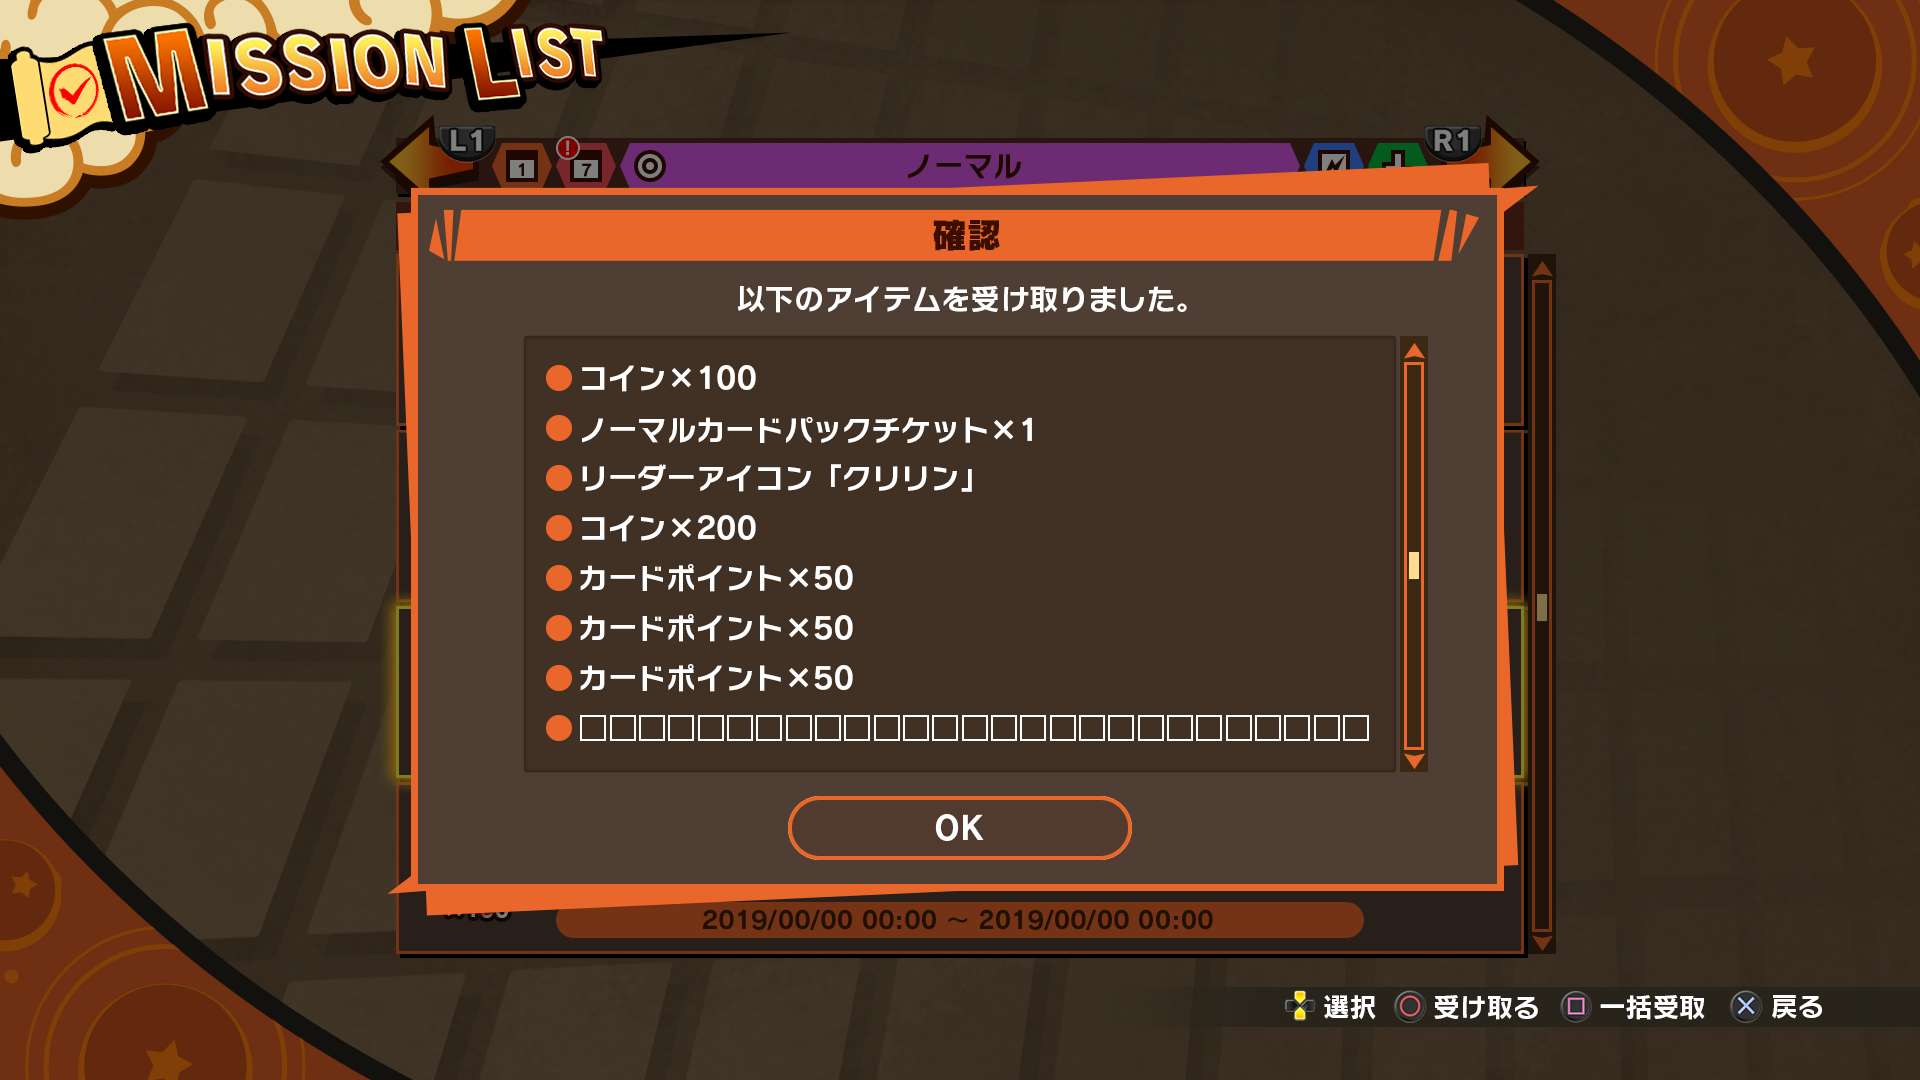 MISSION LIST
L1
1
!
7
ノーマル
R1
確認
以下のアイテムを受け取りました。
コイン×100
ノーマルカードパックチケット×1
リーダーアイコン「クリリン」
コイン×200
カードポイント×50
カードポイント×50
カードポイント×50
□□□□□□□□□□□□□□□□□□□□□□□□□□□
OK
2019/00/00 00:00 ～ 2019/00/00 00:00
選択 受け取る 一括受取 戻る